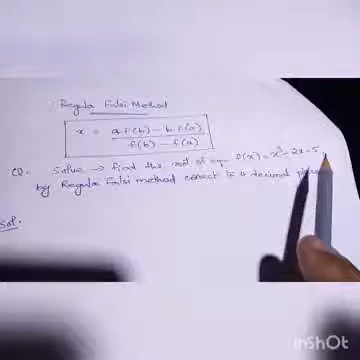 Regula Falsi Method
x = a.f(b) - b.f(a) / f(b) - f(a)
Q. Solve → find the root of eqn f(x) = x³ - 2x - 5
by Regula Falsi method correct to 4 decimal place
Sol.
InShOt